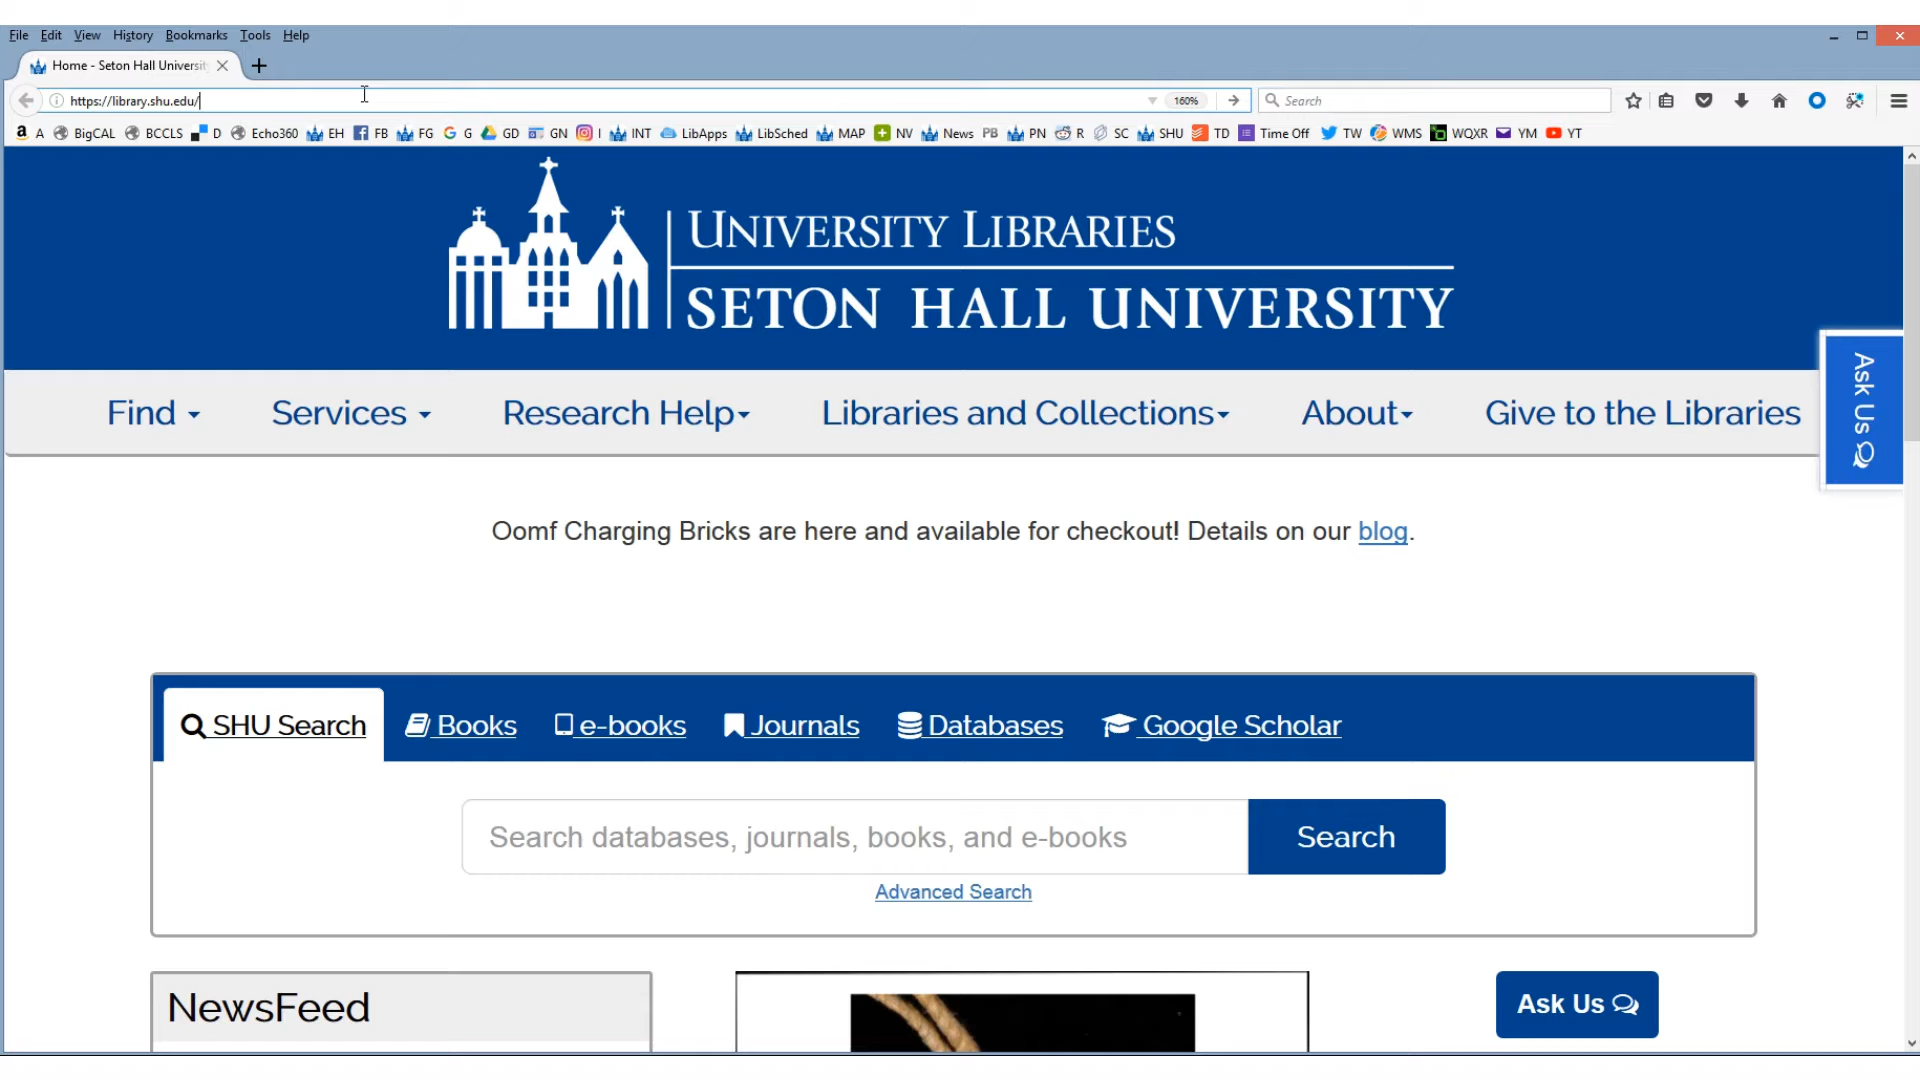 File Edit View History Bookmarks Tools Help
Home - Seton Hall Universit
https://library.shu.edu/ 160% Search
A BigCAL BCCLS D Echo360 EH FB FG G GD GN I INT LibApps LibSched MAP NV News PB PN R SC SHU TD Time Off TW WMS WQXR YM YT
UNIVERSITY LIBRARIES
SETON HALL UNIVERSITY
Find Services Research Help Libraries and Collections About Give to the Libraries
Ask Us
Oomf Charging Bricks are here and available for checkout! Details on our blog.
SHU Search Books e-books Journals Databases Google Scholar
Search databases, journals, books, and e-books Search
Advanced Search
NewsFeed
Ask Us